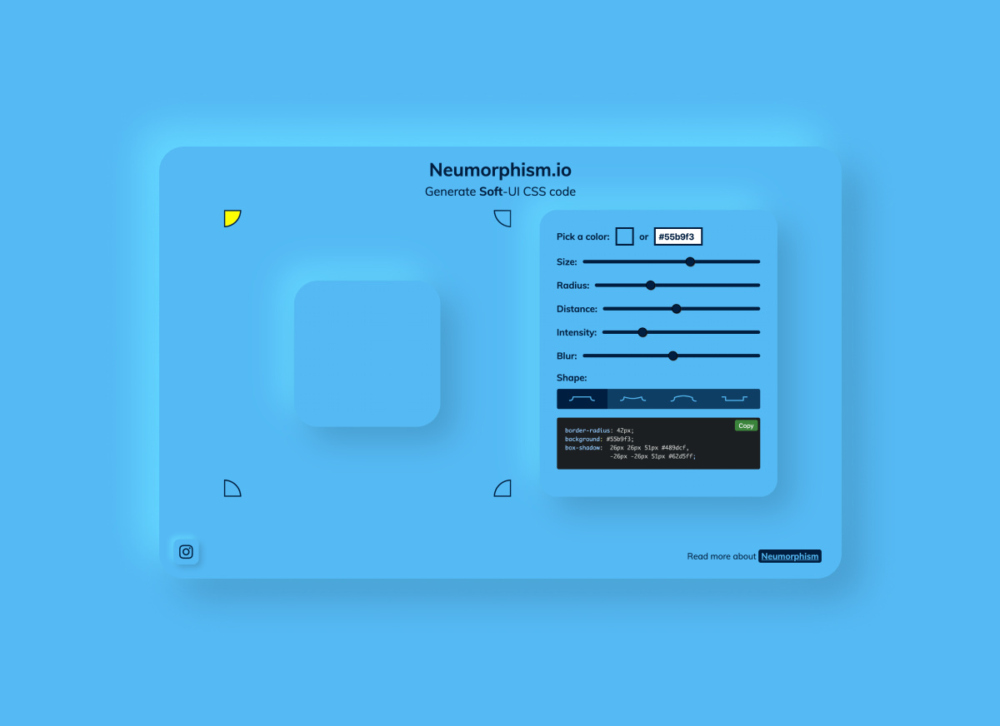 Neumorphism.io
Generate Soft-UI CSS code
Pick a color: or #55b9f3
Size:
Radius:
Distance:
Intensity:
Blur:
Shape:
Copy
border-radius: 42px;
background: #55b9f3;
box-shadow: 26px 26px 51px #489dcf,
-26px -26px 51px #62d5ff;
Read more about Neumorphism